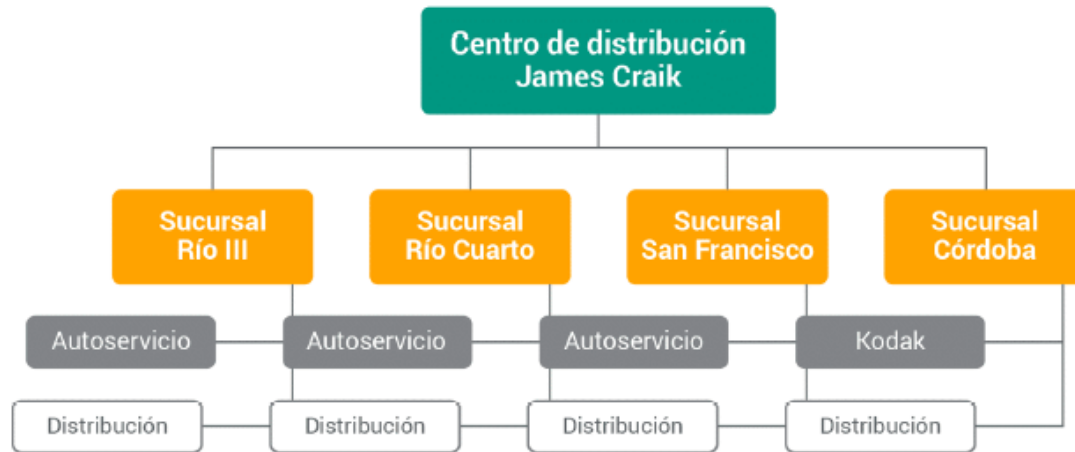 Centro de distribución
James Craik
Sucursal
Río III
Sucursal
Río Cuarto
Sucursal
San Francisco
Sucursal
Córdoba
Autoservicio
Autoservicio
Autoservicio
Kodak
Distribución
Distribución
Distribución
Distribución